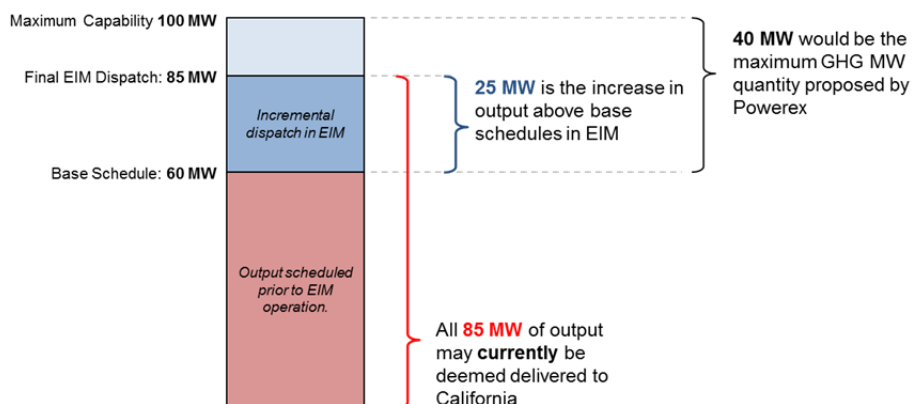 Maximum Capability 100 MW
Final EIM Dispatch: 85 MW
Base Schedule: 60 MW
Incremental
dispatch in EIM
Output scheduled
prior to EIM
operation.
25 MW is the increase in
output above base
schedules in EIM
40 MW would be the
maximum GHG MW
quantity proposed by
Powerex
All 85 MW of output
may currently be
deemed delivered to
California